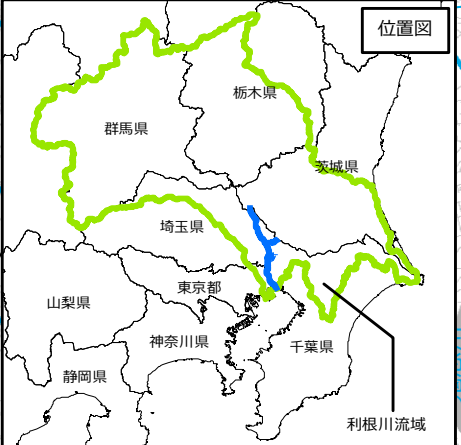 位置図
栃木県
群馬県
茨城県
埼玉県
東京都
山梨県
神奈川県
千葉県
静岡県
利根川流域